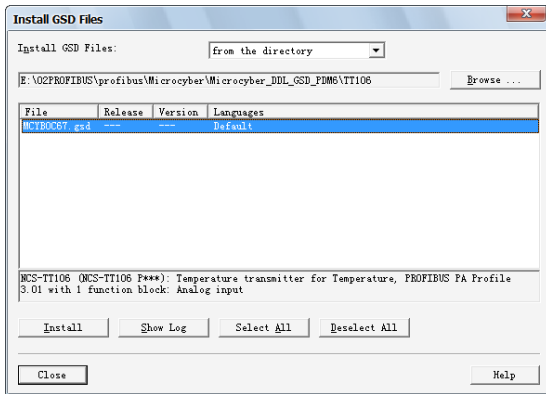 Install GSD Files
Install GSD Files:
from the directory
E:\02PROFIBUS\profibus\Microcyber\Microcyber_DDL_GSD_PDM6\TT106
Browse ...
File Release Version Languages
MCYB0C67.gsd --- --- Default
NCS-TT106 (NCS-TT106 P***): Temperature transmitter for Temperature, PROFIBUS PA Profile
3.01 with 1 function block: Analog input
Install Show Log Select All Deselect All
Close Help